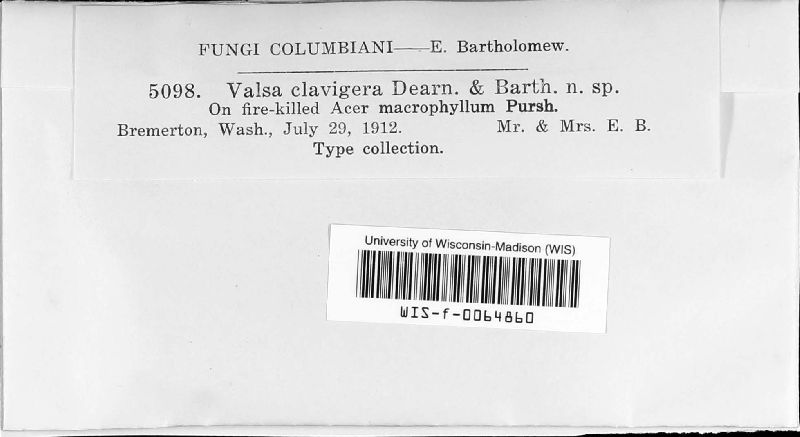 FUNGI COLUMBIANI——E. Bartholomew.
5098. Valsa clavigera Dearn. & Barth. n. sp.
On fire-killed Acer macrophyllum Pursh.
Bremerton, Wash., July 29, 1912. Mr. & Mrs. E. B.
Type collection.
University of Wisconsin-Madison (WIS)
WIS-f-0064860